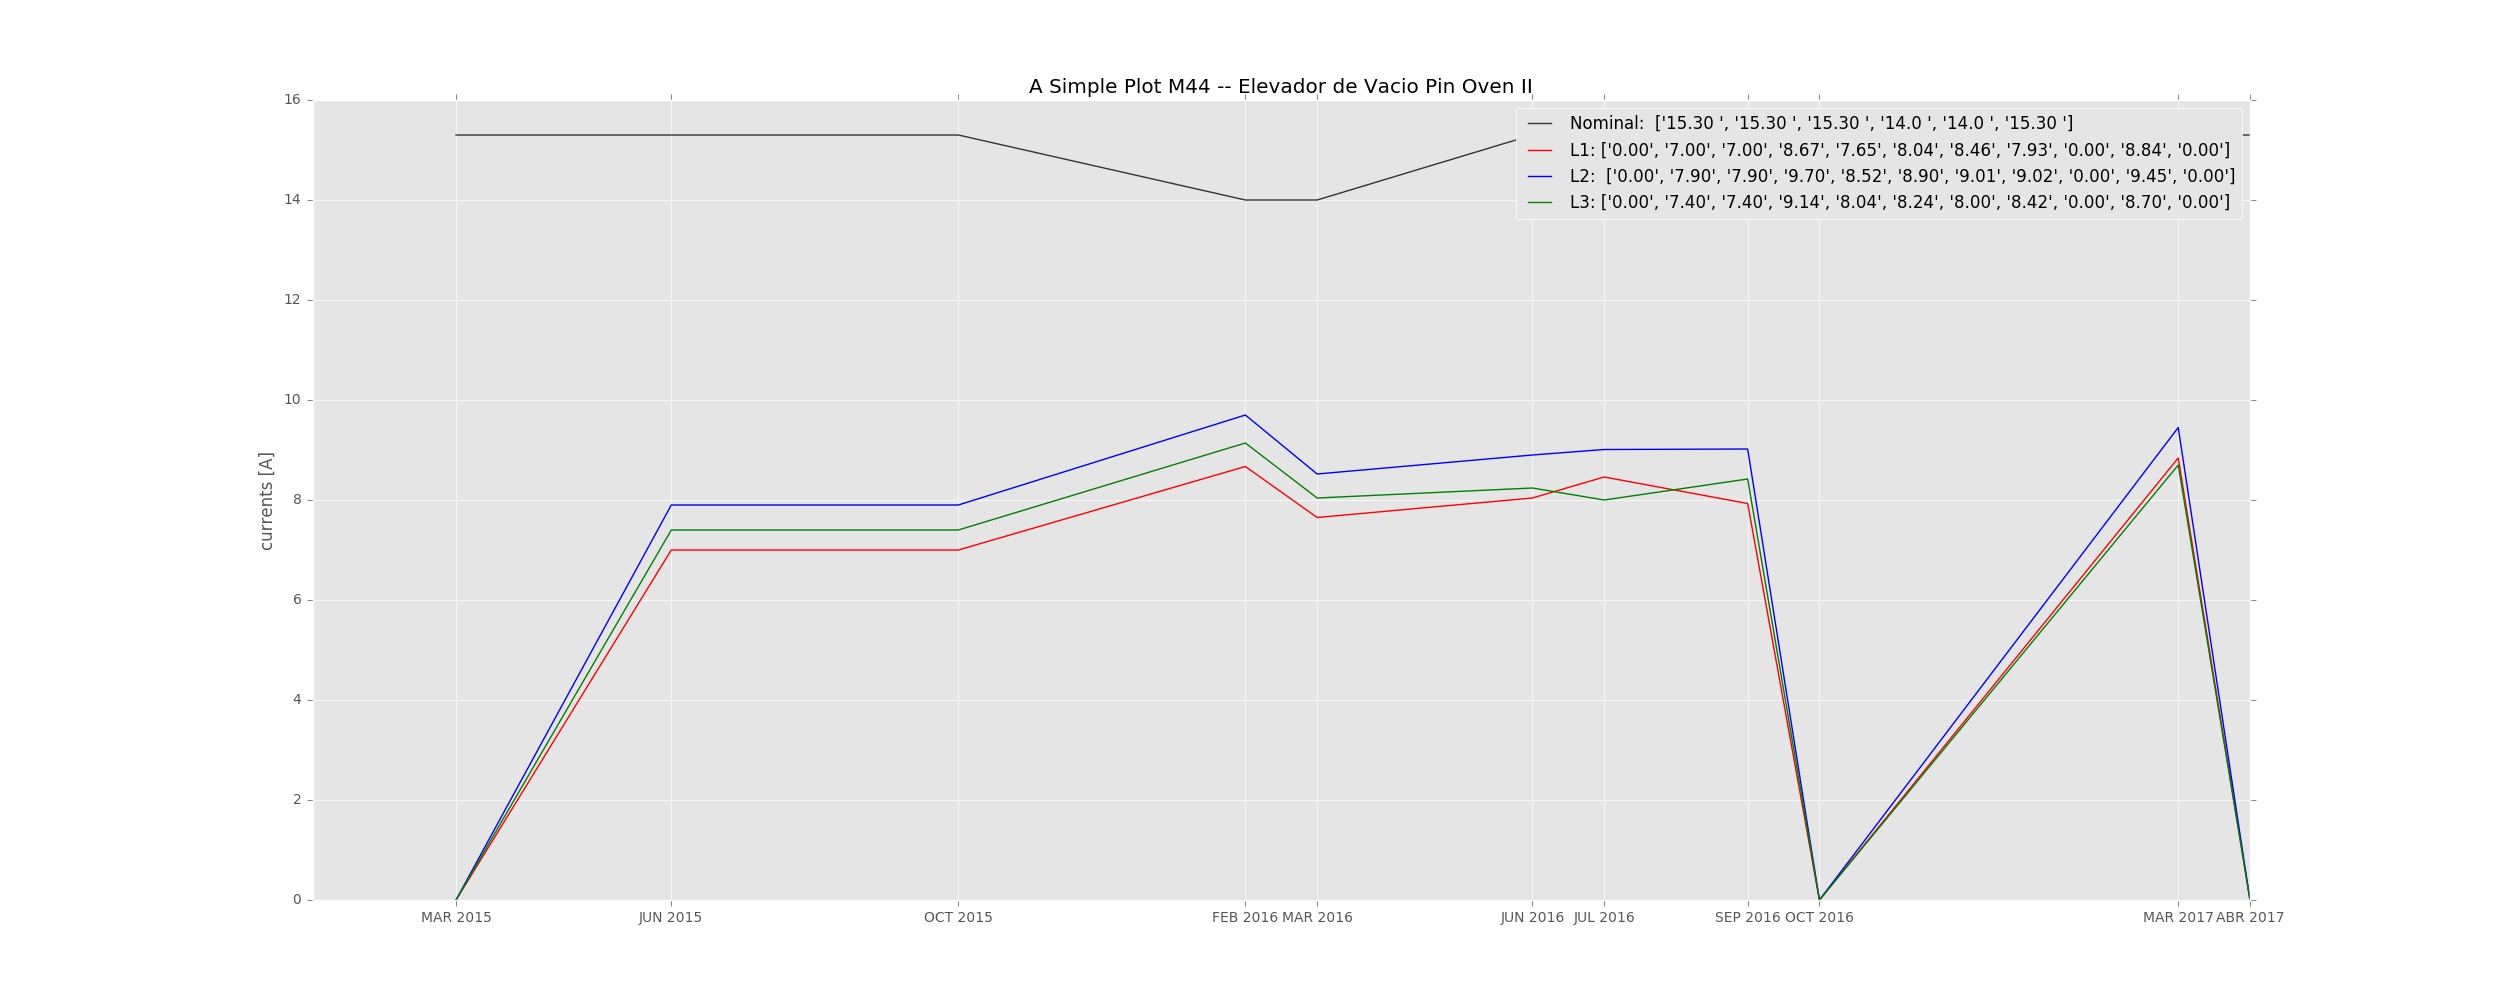 A Simple Plot M44 -- Elevador de Vacio Pin Oven II
Nominal:  ['15.30 ', '15.30 ', '15.30 ', '14.0 ', '14.0 ', '15.30 ']
L1: ['0.00', '7.00', '7.00', '8.67', '7.65', '8.04', '8.46', '7.93', '0.00', '8.84', '0.00']
L2:  ['0.00', '7.90', '7.90', '9.70', '8.52', '8.90', '9.01', '9.02', '0.00', '9.45', '0.00']
L3: ['0.00', '7.40', '7.40', '9.14', '8.04', '8.24', '8.00', '8.42', '0.00', '8.70', '0.00']
16
14
12
10
8
6
4
2
0
currents [A]
MAR 2015 JUN 2015 OCT 2015 FEB 2016 MAR 2016 JUN 2016 JUL 2016 SEP 2016 OCT 2016 MAR 2017 ABR 2017